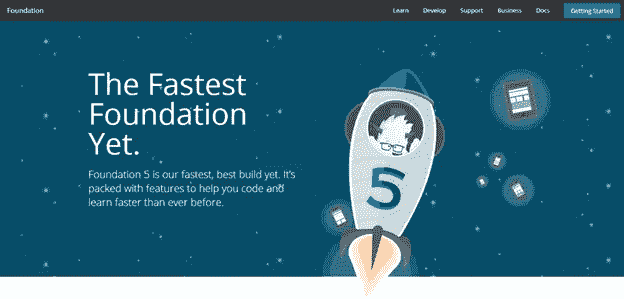 Foundation
Learn Develop Support Business Docs Getting Started
The Fastest
Foundation
Yet.
Foundation 5 is our fastest, best build yet. It's
packed with features to help you code and
learn faster than ever before.
5